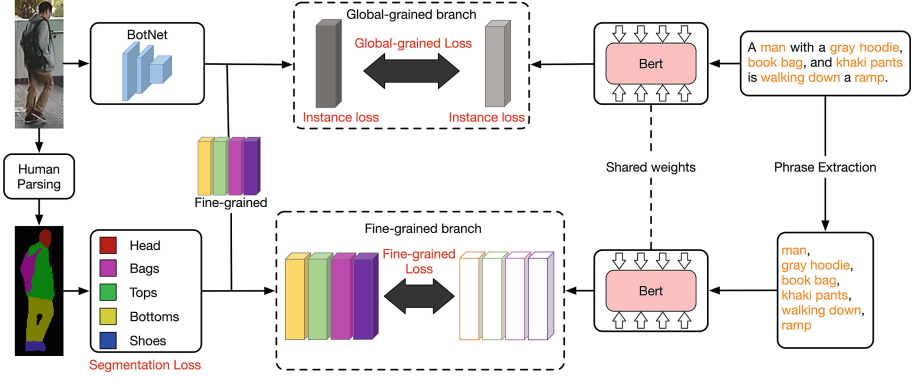 BotNet
Global-grained branch
Global-grained Loss
Instance loss
Instance loss
Bert
A man with a gray hoodie,
book bag, and khaki pants
is walking down a ramp.
Human
Parsing
Fine-grained
Shared weights
Phrase Extraction
Head
Bags
Tops
Bottoms
Shoes
Segmentation Loss
Fine-grained branch
Fine-grained
Loss
Bert
man,
gray hoodie,
book bag,
khaki pants,
walking down,
ramp